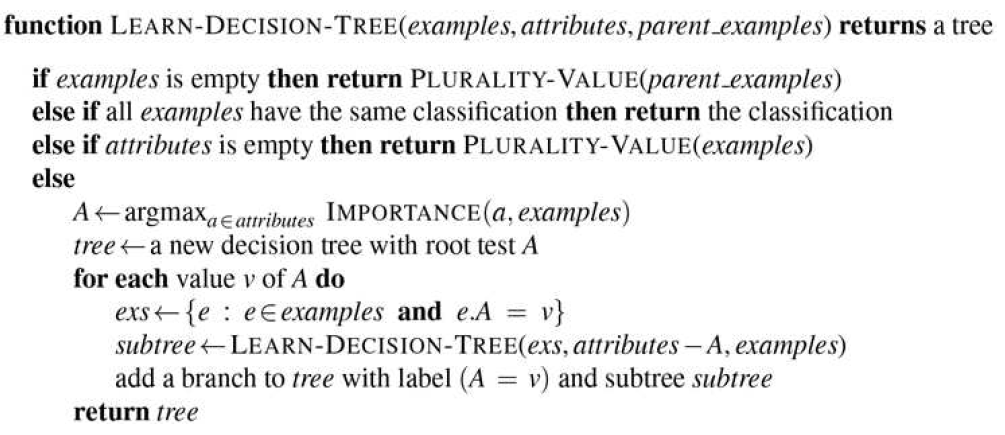 function LEARN-DECISION-TREE(examples, attributes, parent_examples) returns a tree
if examples is empty then return PLURALITY-VALUE(parent_examples)
else if all examples have the same classification then return the classification
else if attributes is empty then return PLURALITY-VALUE(examples)
else
A ← argmax a ∈ attributes IMPORTANCE(a, examples)
tree ← a new decision tree with root test A
for each value v of A do
exs ← {e : e ∈ examples and e.A = v}
subtree ← LEARN-DECISION-TREE(exs, attributes − A, examples)
add a branch to tree with label (A = v) and subtree subtree
return tree